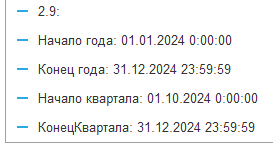 2.9:
Начало года: 01.01.2024 0:00:00
Конец года: 31.12.2024 23:59:59
Начало квартала: 01.10.2024 0:00:00
КонецКвартала: 31.12.2024 23:59:59